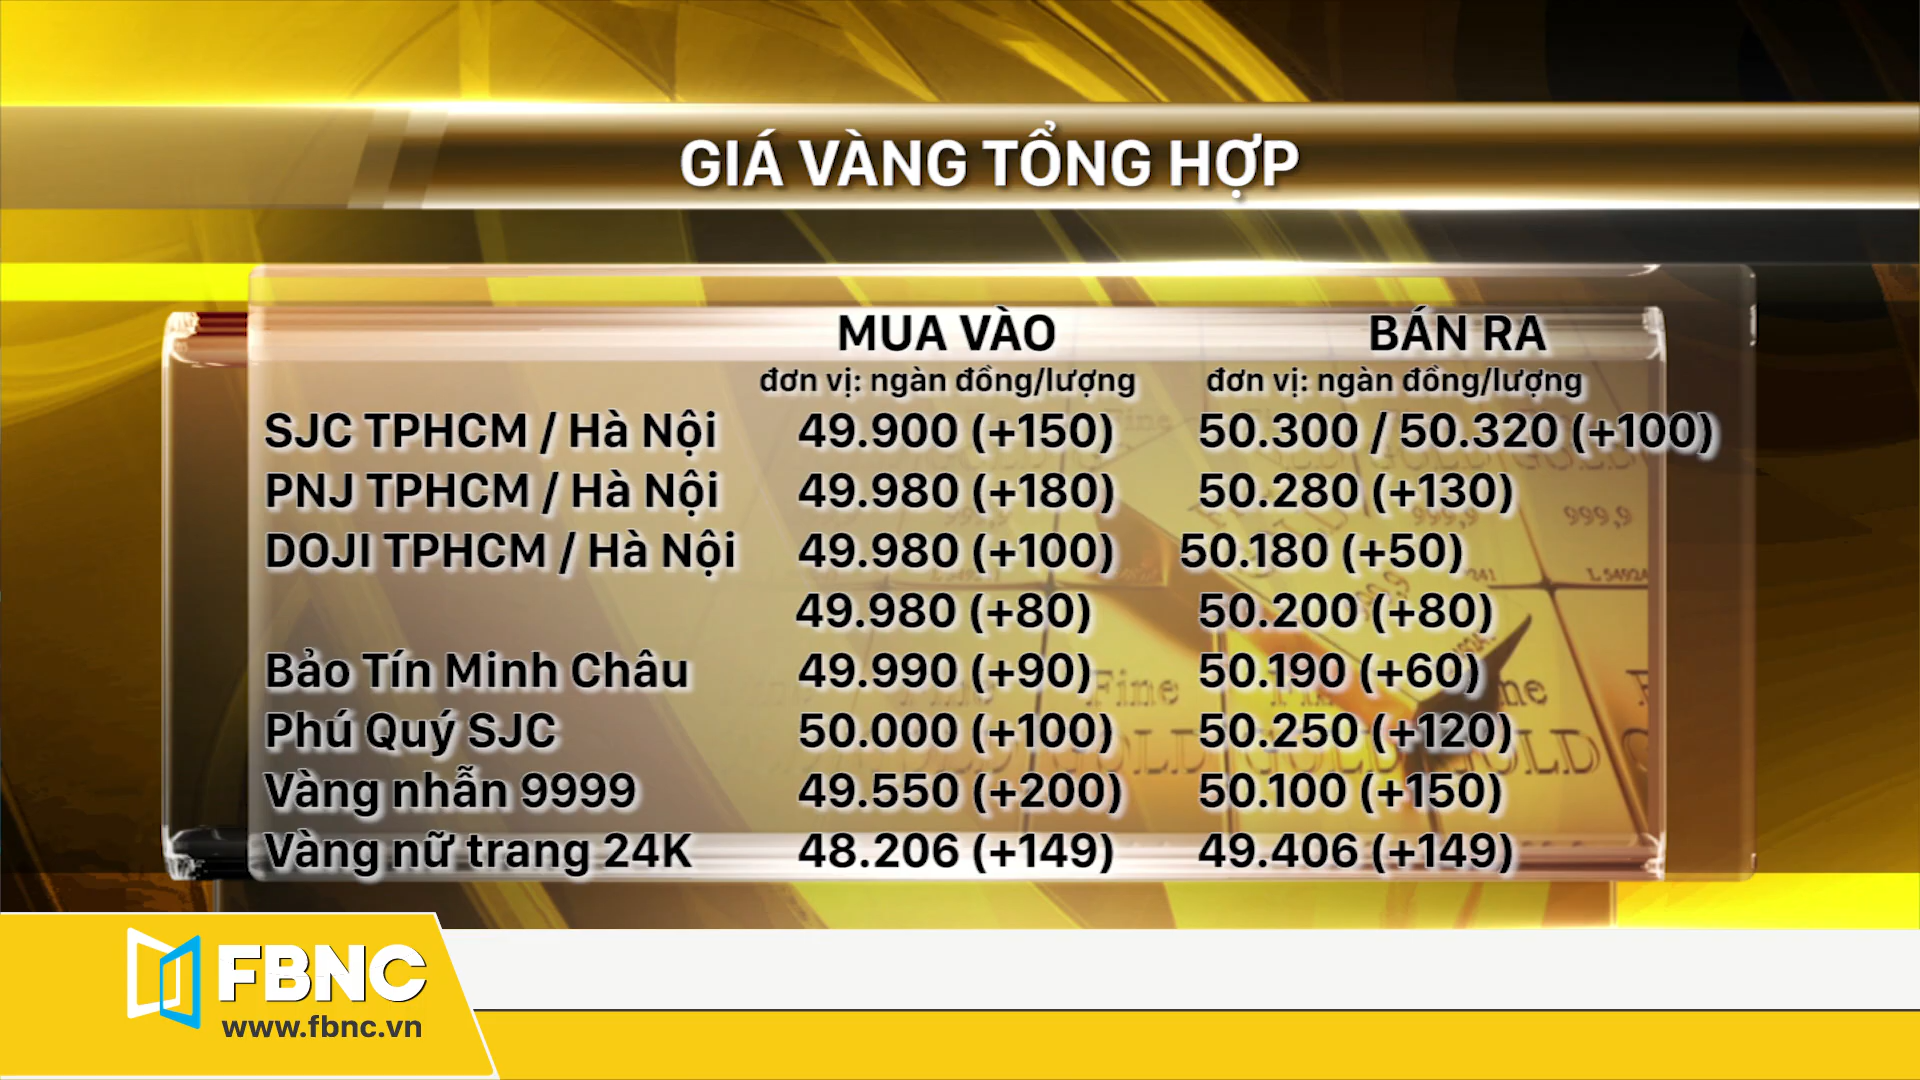 GIÁ VÀNG TỔNG HỢP
MUA VÀO BÁN RA
đơn vị: ngàn đồng/lượng đơn vị: ngàn đồng/lượng
SJC TPHCM / Hà Nội 49.900 (+150) 50.300 / 50.320 (+100)
PNJ TPHCM / Hà Nội 49.980 (+180) 50.280 (+130)
DOJI TPHCM / Hà Nội 49.980 (+100) 50.180 (+50)
49.980 (+80) 50.200 (+80)
Bảo Tín Minh Châu 49.990 (+90) 50.190 (+60)
Phú Quý SJC 50.000 (+100) 50.250 (+120)
Vàng nhẫn 9999 49.550 (+200) 50.100 (+150)
Vàng nữ trang 24K 48.206 (+149) 49.406 (+149)
FBNC
www.fbnc.vn